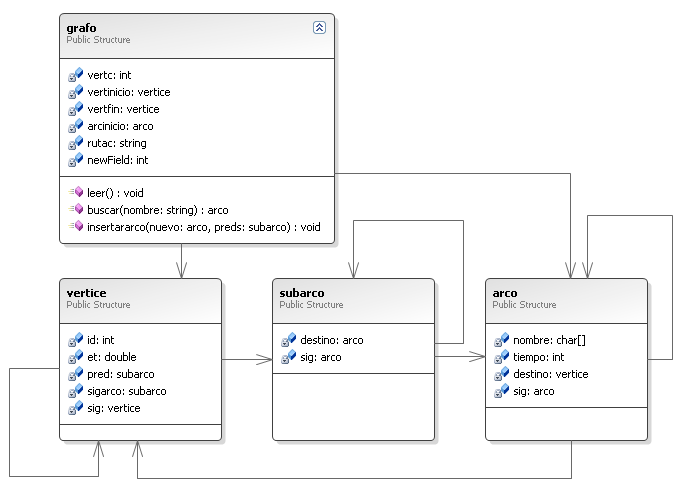 grafo
Public Structure
vertc: int
vertinicio: vertice
vertfin: vertice
arcinicio: arco
rutac: string
newField: int
leer() : void
buscar(nombre: string) : arco
insertararco(nuevo: arco, preds: subarco) : void
vertice
Public Structure
id: int
et: double
pred: subarco
sigarco: subarco
sig: vertice
subarco
Public Structure
destino: arco
sig: arco
arco
Public Structure
nombre: char[]
tiempo: int
destino: vertice
sig: arco